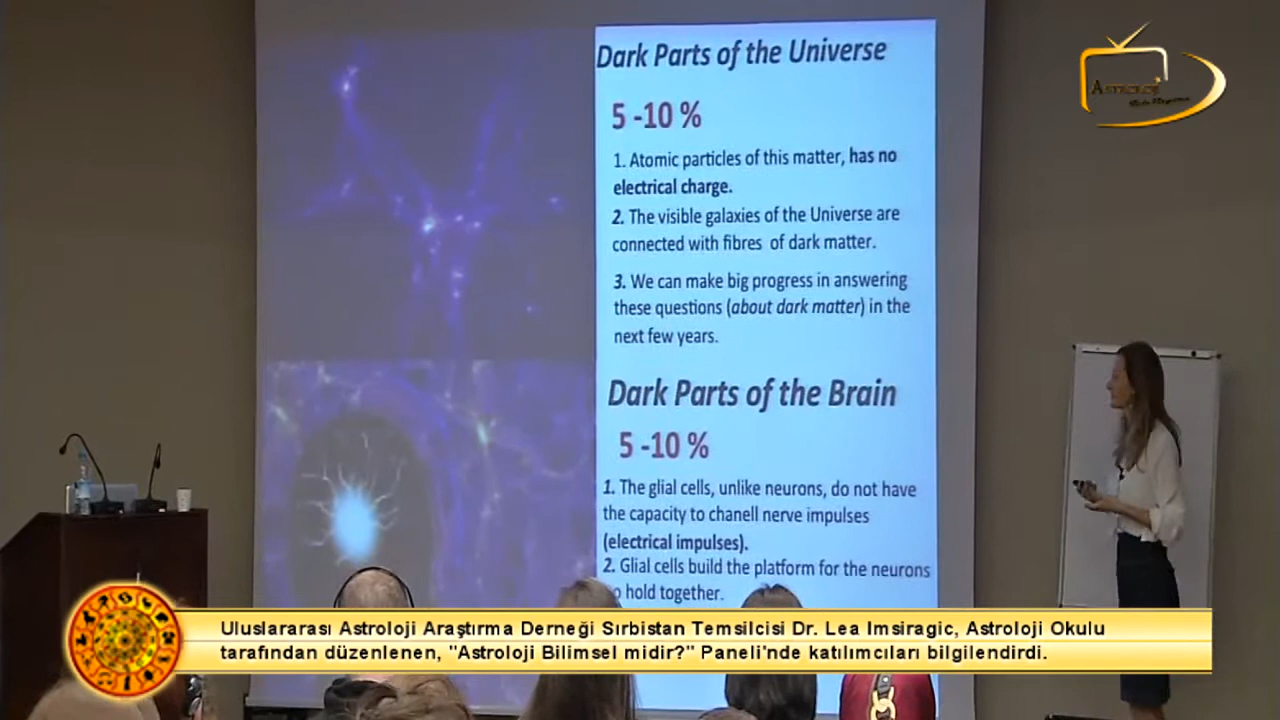 Dark Parts of the Universe
5 -10 %
1. Atomic particles of this matter, has no
electrical charge.
2. The visible galaxies of the Universe are
connected with fibres of dark matter.
3. We can make big progress in answering
these questions (about dark matter) in the
next few years.
Dark Parts of the Brain
5 -10 %
1. The glial cells, unlike neurons, do not have
the capacity to chanell nerve impulses
(electrical impulses).
2. Glial cells build the platform for the neurons
hold together.
Astroloji
Uluslararası Astroloji Araştırma Derneği Sırbistan Temsilcisi Dr. Lea Imsiragic, Astroloji Okulu
tarafından düzenlenen, "Astroloji Bilimsel midir?" Paneli'nde katılımcıları bilgilendirdi.